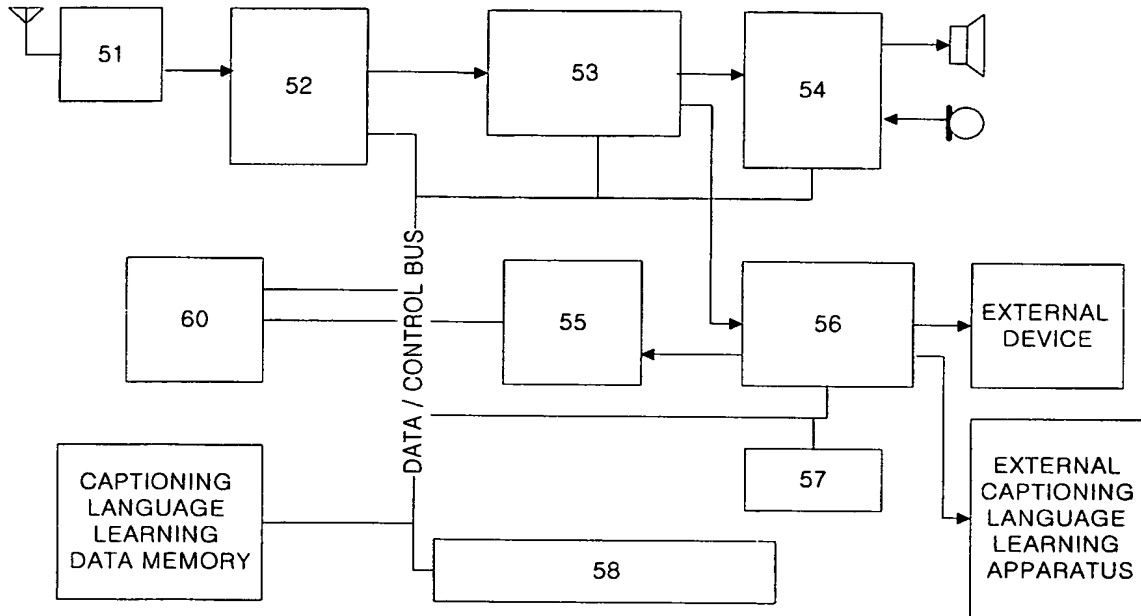 51
52
53
54
DATA / CONTROL BUS
60
55
56
EXTERNAL
DEVICE
CAPTIONING
LANGUAGE
LEARNING
DATA MEMORY
57
EXTERNAL
CAPTIONING
LANGUAGE
LEARNING
APPARATUS
58